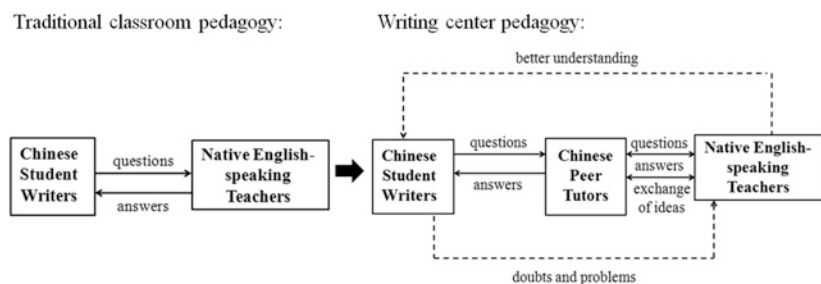 Traditional classroom pedagogy:
Writing center pedagogy:
better understanding
Chinese
Student
Writers
questions
answers
Native English-
speaking
Teachers
Chinese
Student
Writers
questions
answers
Chinese
Peer
Tutors
questions
answers
exchange
of ideas
Native English-
speaking
Teachers
doubts and problems